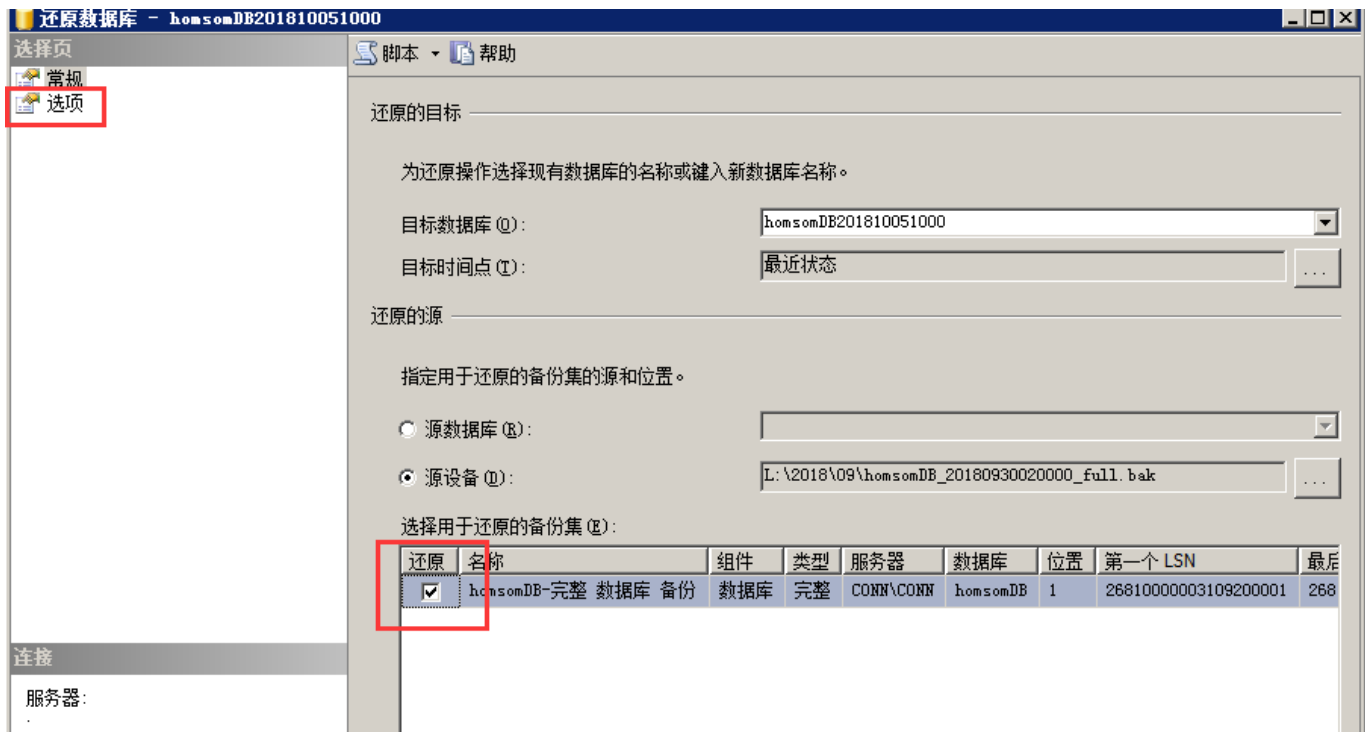 还原数据库 - homsomDB201810051000
选择页
常规
选项
脚本 帮助
还原的目标
为还原操作选择现有数据库的名称或键入新数据库名称。
目标数据库(O): homsomDB201810051000
目标时间点(T): 最近状态 ...
还原的源
指定用于还原的备份集的源和位置。
源数据库(R):
源设备(D): L:\2018\09\homsomDB_20180930020000_full.bak ...
选择用于还原的备份集(E):
还原 名称 组件 类型 服务器 数据库 位置 第一个 LSN 最后
homsomDB-完整 数据库 备份 数据库 完整 CONN\CONN homsomDB 1 26810000003109200001 268
连接
服务器:
.